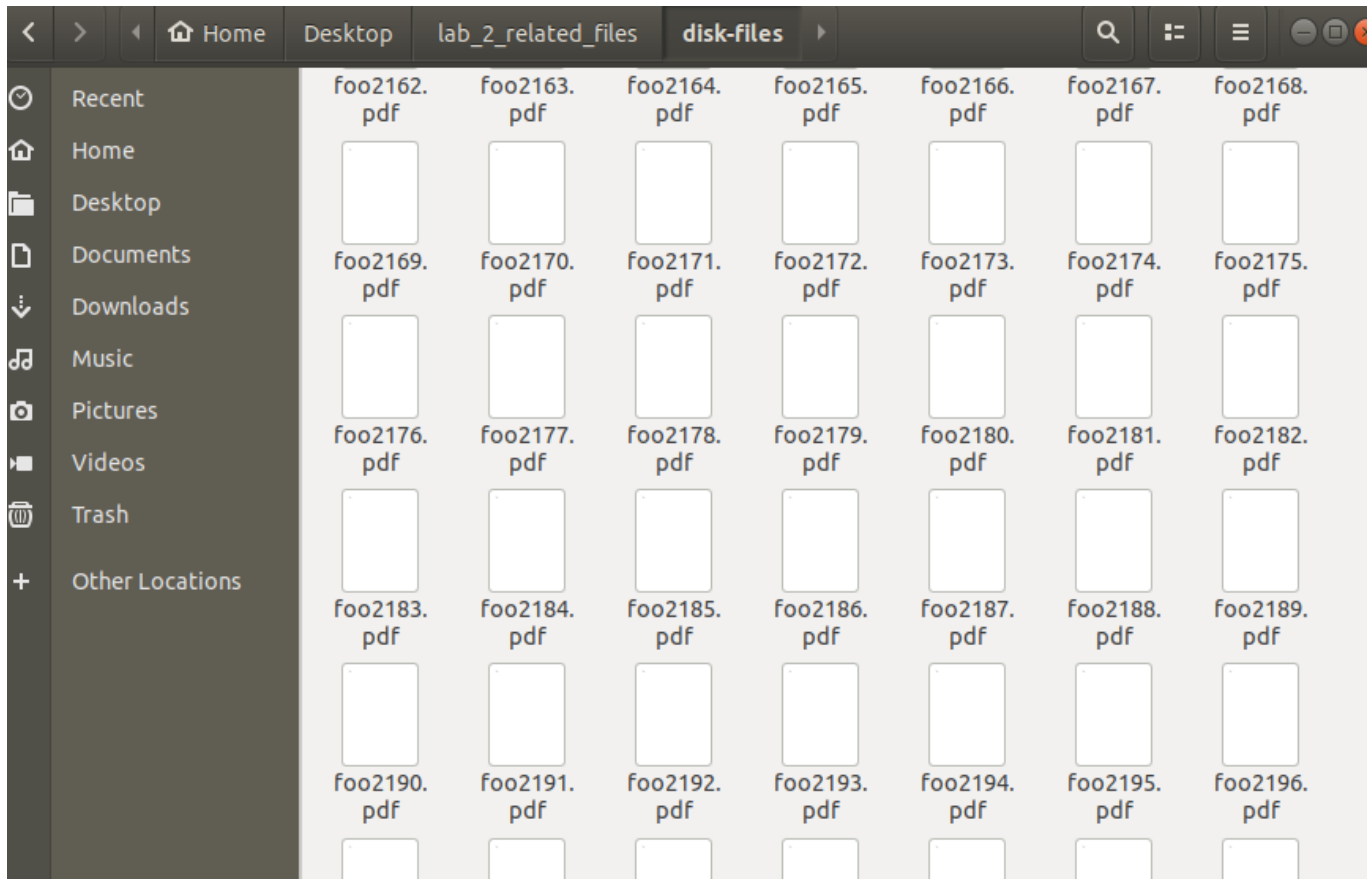 Home Desktop lab_2_related_files disk-files
Recent
Home
Desktop
Documents
Downloads
Music
Pictures
Videos
Trash
Other Locations
foo2162. foo2163. foo2164. foo2165. foo2166. foo2167. foo2168.
pdf pdf pdf pdf pdf pdf pdf
foo2169. foo2170. foo2171. foo2172. foo2173. foo2174. foo2175.
pdf pdf pdf pdf pdf pdf pdf
foo2176. foo2177. foo2178. foo2179. foo2180. foo2181. foo2182.
pdf pdf pdf pdf pdf pdf pdf
foo2183. foo2184. foo2185. foo2186. foo2187. foo2188. foo2189.
pdf pdf pdf pdf pdf pdf pdf
foo2190. foo2191. foo2192. foo2193. foo2194. foo2195. foo2196.
pdf pdf pdf pdf pdf pdf pdf